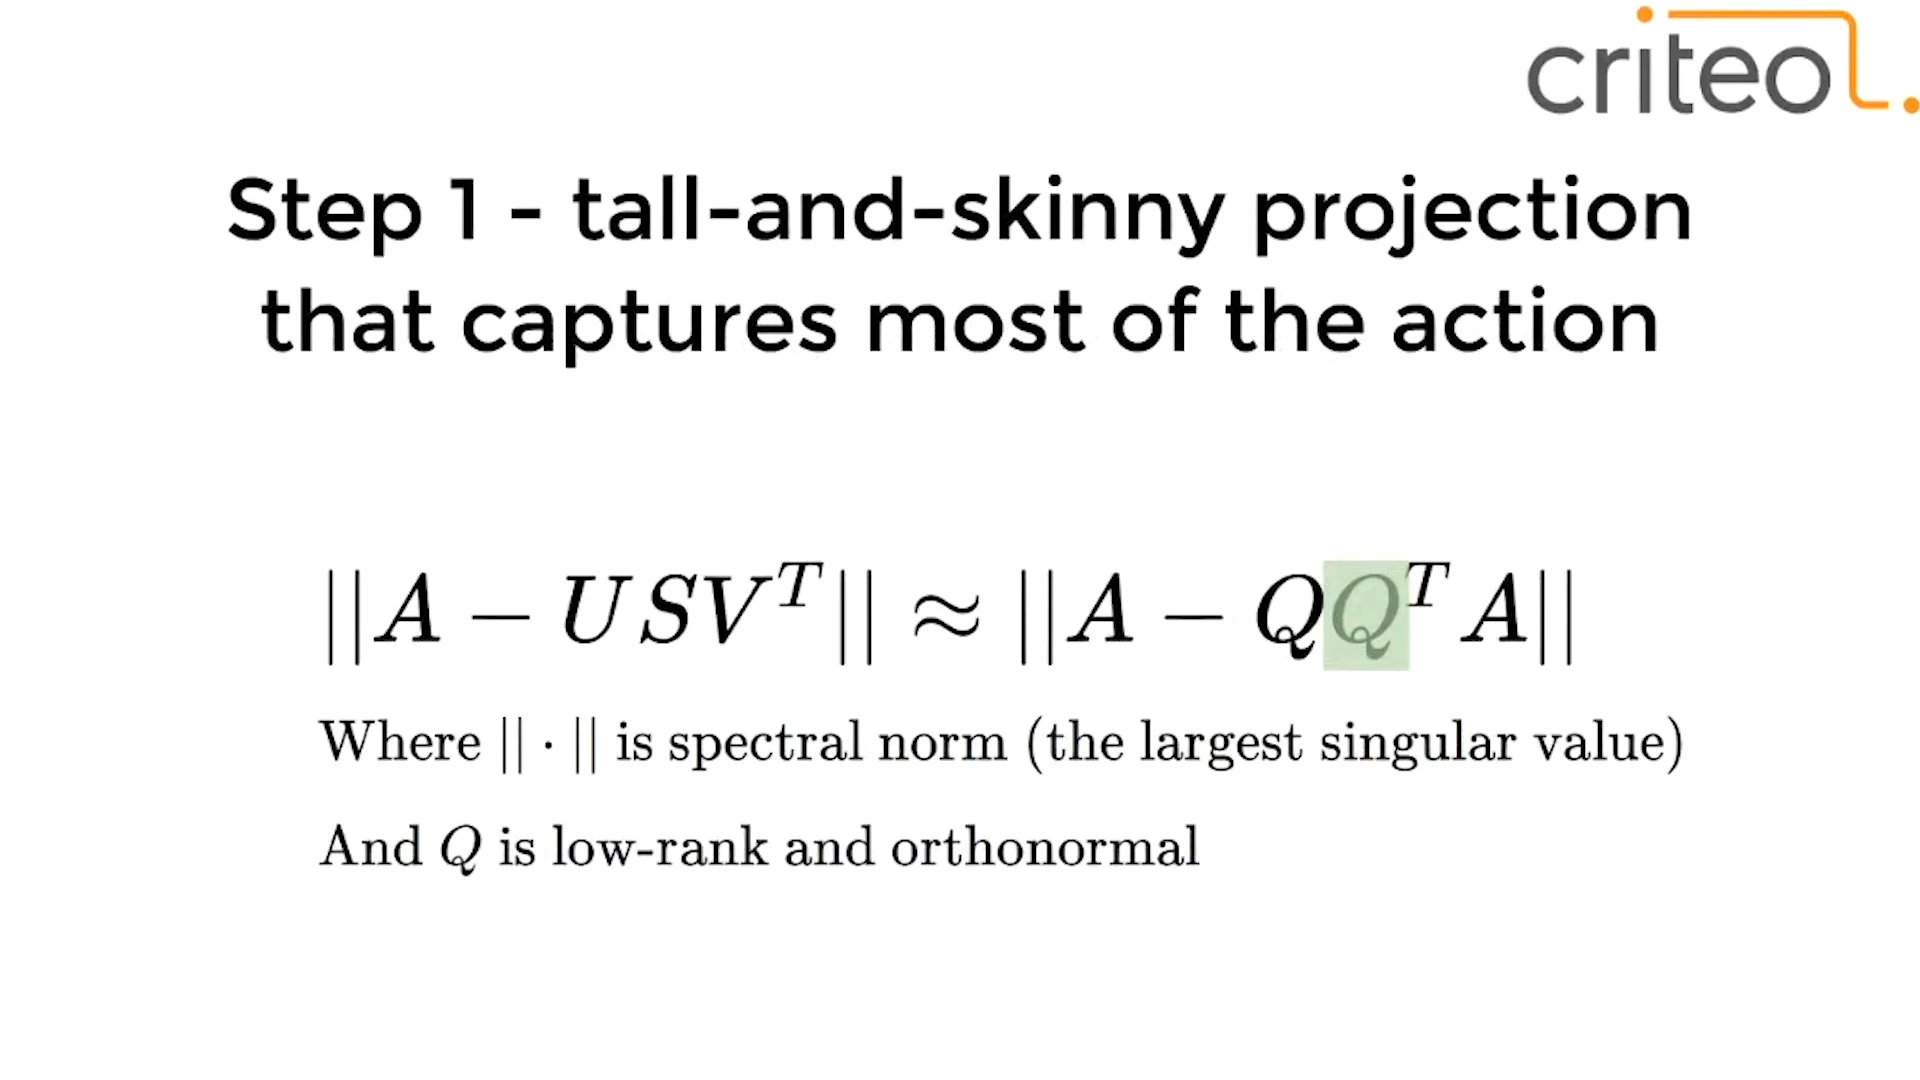 criteo
Step 1 - tall-and-skinny projection
that captures most of the action
||A − USV^T|| ≈ ||A − QQ^T A||
Where || · || is spectral norm (the largest singular value)
And Q is low-rank and orthonormal